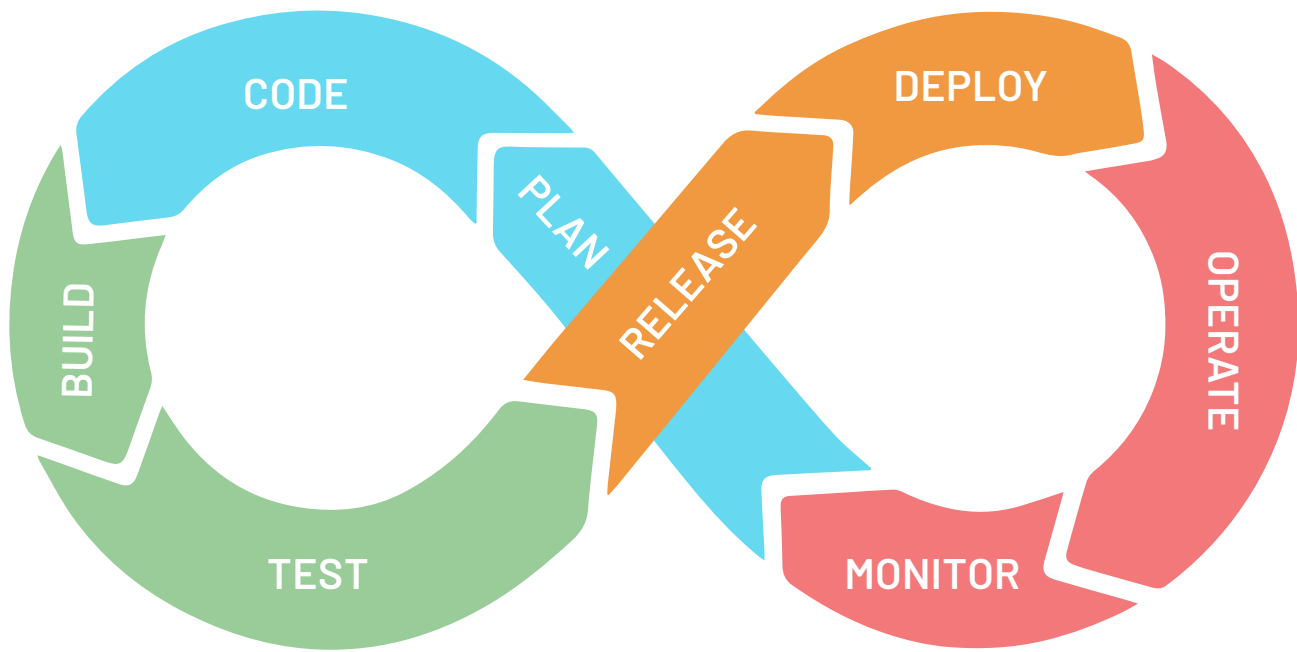 PLAN
CODE
BUILD
TEST
RELEASE
DEPLOY
OPERATE
MONITOR